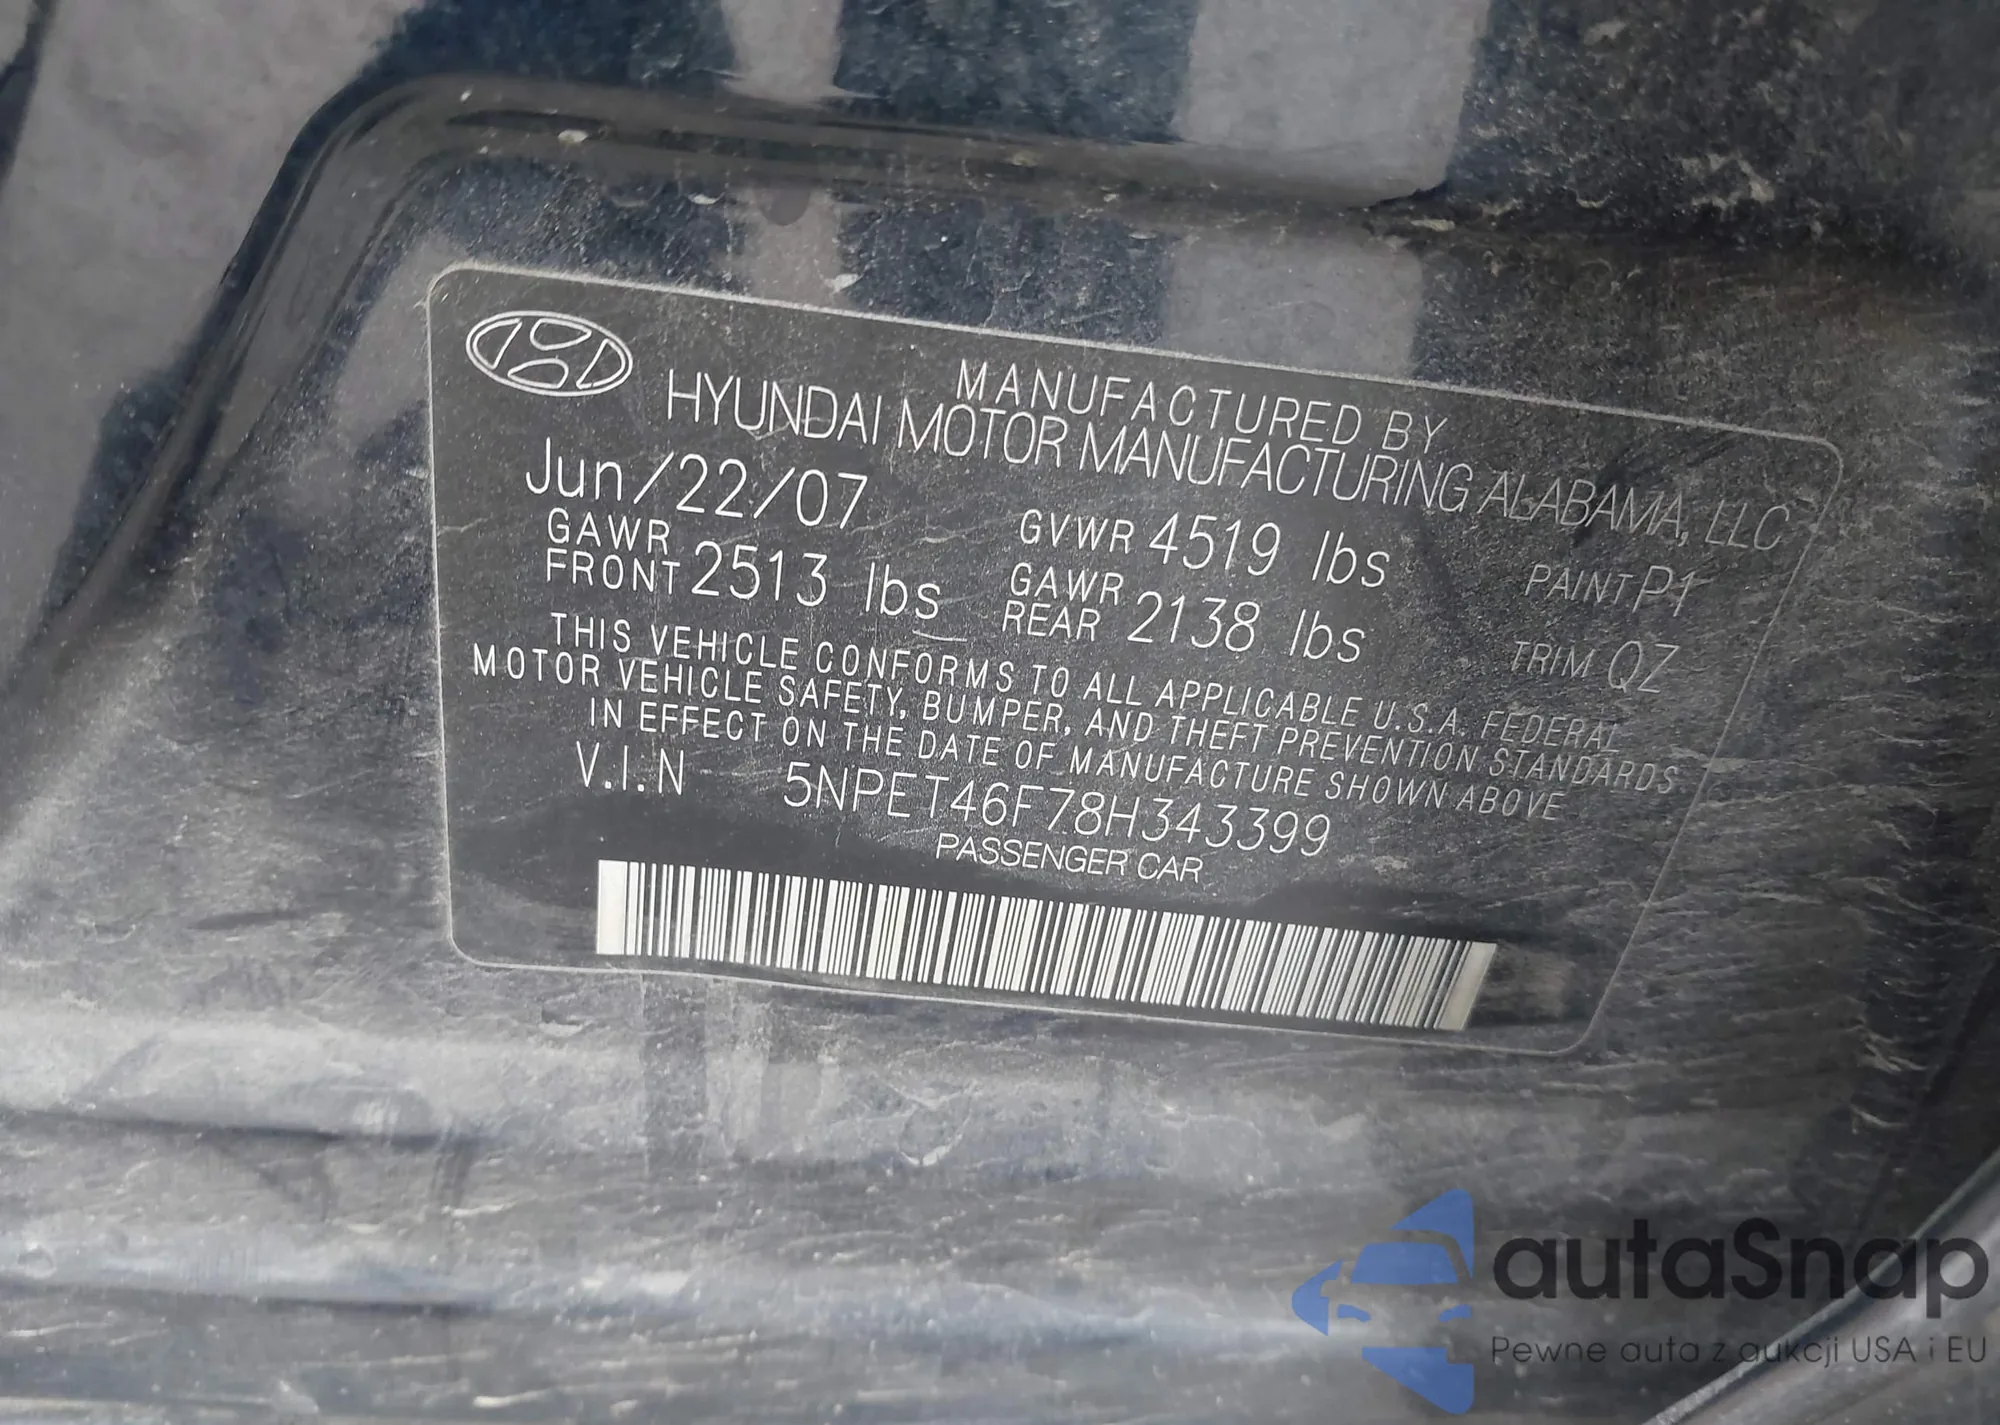 MANUFACTURED BY
HYUNDAI MOTOR MANUFACTURING ALABAMA, LLC
Jun/22/07 GVWR 4519 lbs PAINT P1
GAWR FRONT 2513 lbs GAWR REAR 2138 lbs TRIM QZ
THIS VEHICLE CONFORMS TO ALL APPLICABLE U.S.A. FEDERAL
MOTOR VEHICLE SAFETY, BUMPER, AND THEFT PREVENTION STANDARDS
IN EFFECT ON THE DATE OF MANUFACTURE SHOWN ABOVE
V.I.N 5NPET46F78H343399
PASSENGER CAR
autaSnap
Pewne auta z aukcji USA i EU